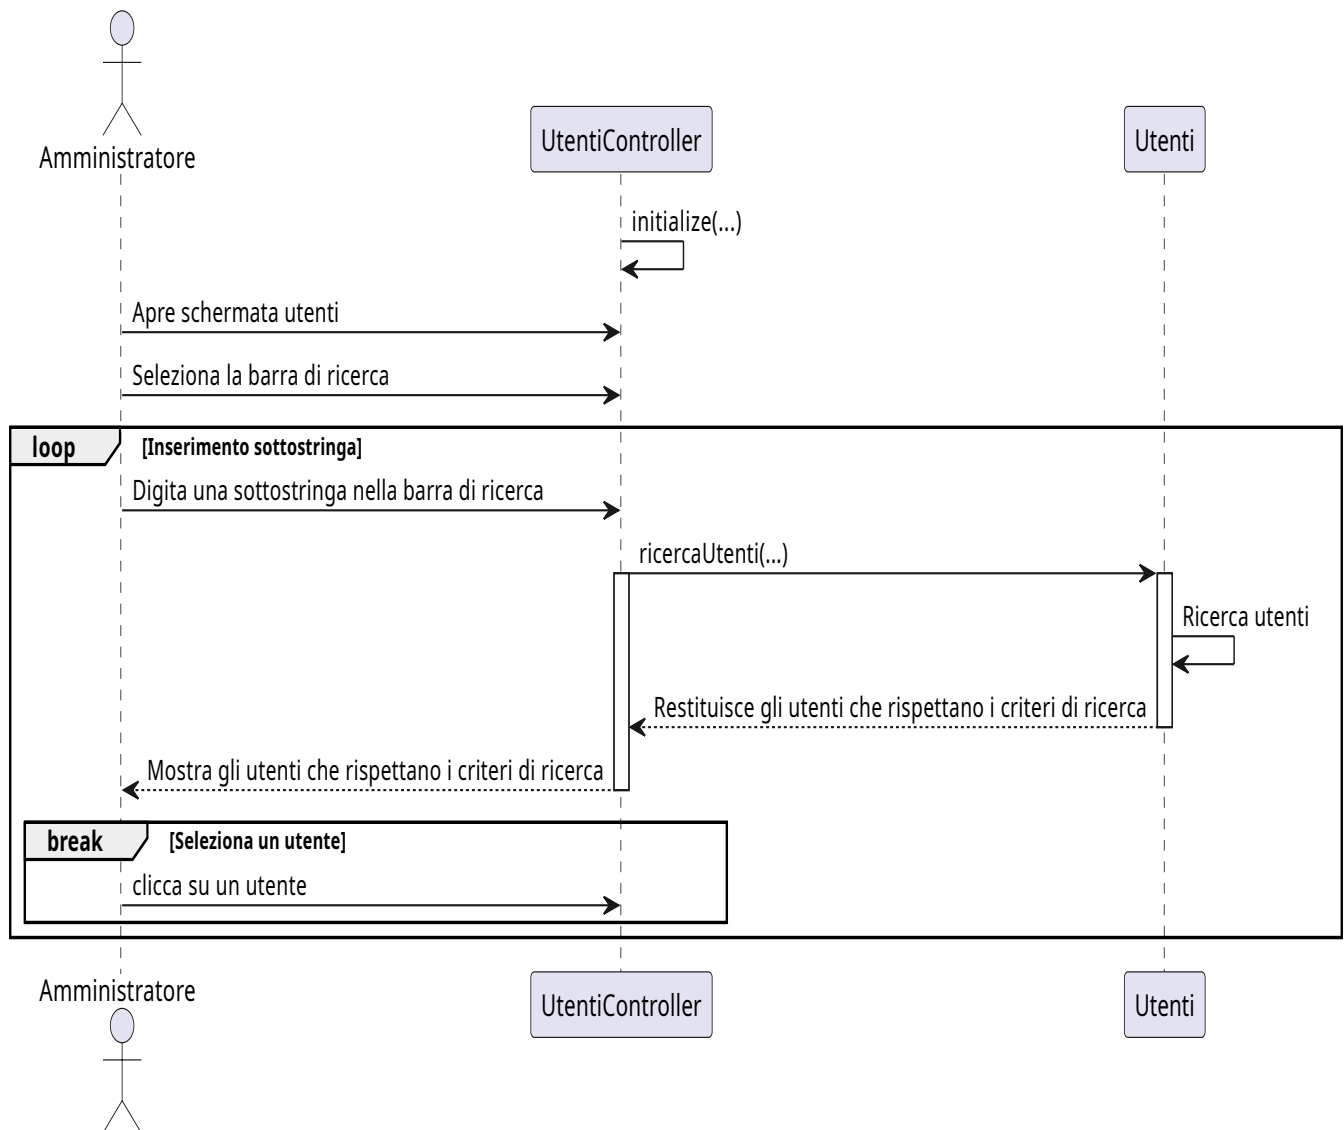 Amministratore
UtentiController
Utenti
initialize(...)
Apre schermata utenti
Seleziona la barra di ricerca
loop
[Inserimento sottostringa]
Digita una sottostringa nella barra di ricerca
ricercaUtenti(...)
Ricerca utenti
Restituisce gli utenti che rispettano i criteri di ricerca
Mostra gli utenti che rispettano i criteri di ricerca
break
[Seleziona un utente]
clicca su un utente
Amministratore
UtentiController
Utenti